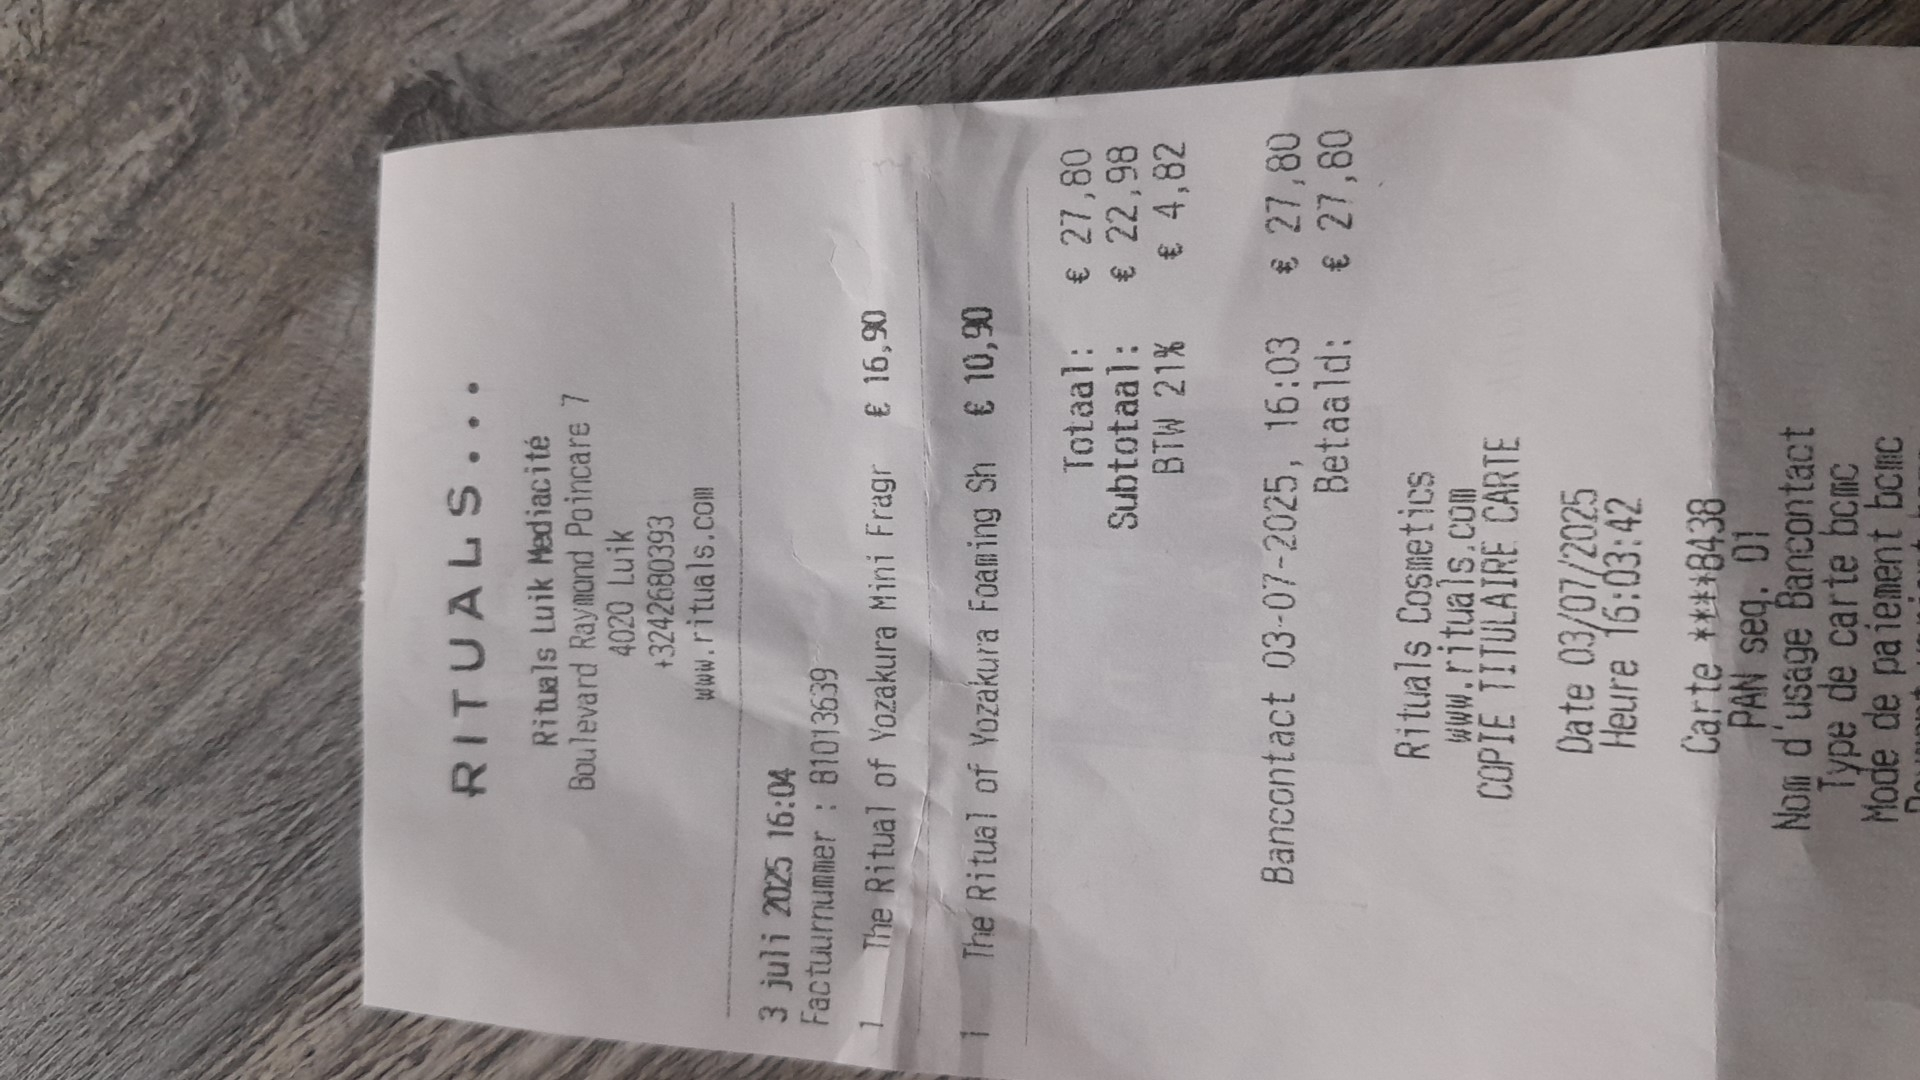 RITUALS...
Rituals Luik Mediacité
Boulevard Raymond Poincare 7
4020 Luik
+3242680393
www.rituals.com
3 juli 2025 16:04
Factuurnummer : 81013639
1 The Ritual of Yozakura Mini Fragr € 16,90
1 The Ritual of Yozakura Foaming Sh € 10,90
Totaal: € 27,80
Subtotaal: € 22,98
BTW 21% € 4,82
Bancontact 03-07-2025, 16:03 € 27,80
Betaald: € 27,80
Rituals Cosmetics
www.rituals.com
COPIE TITULAIRE CARTE
Date 03/07/2025
Heure 16:03:42
Carte ***8438
PAN seq. 01
Nom d'usage Bancontact
Type de carte bcmc
Mode de paiement bcmc